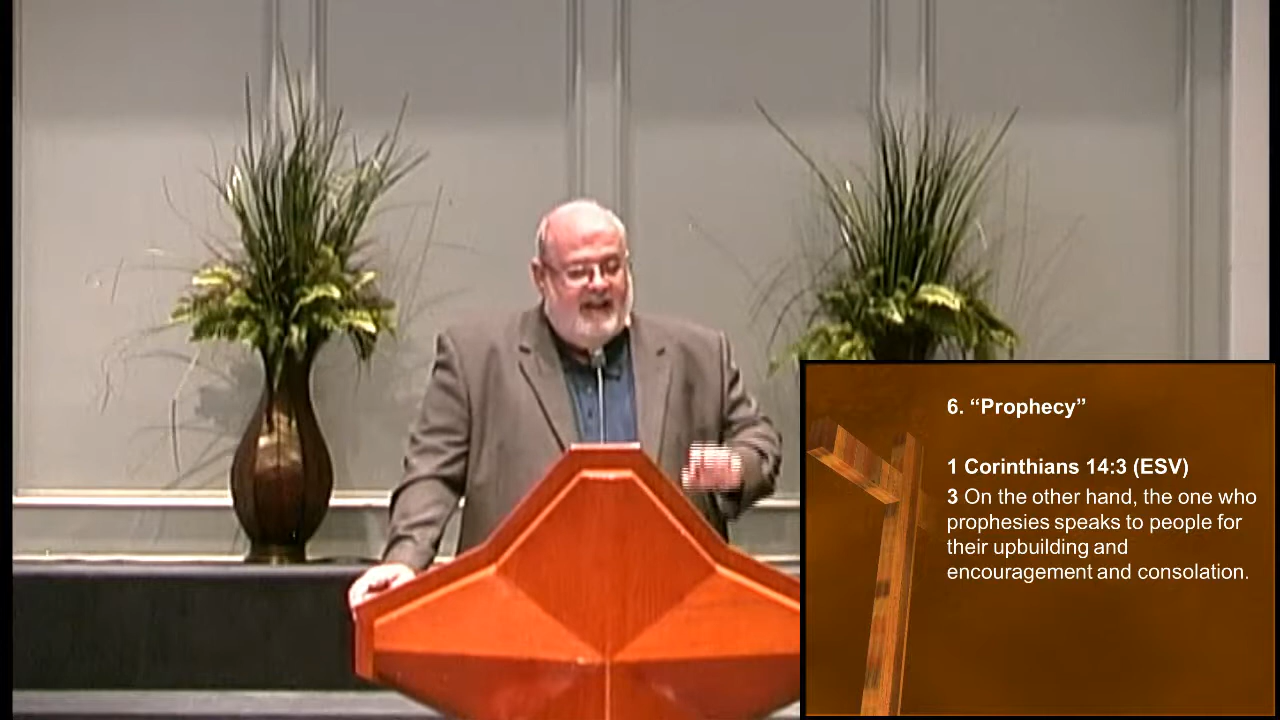 6. “Prophecy”
1 Corinthians 14:3 (ESV)
3 On the other hand, the one who
prophesies speaks to people for
their upbuilding and
encouragement and consolation.